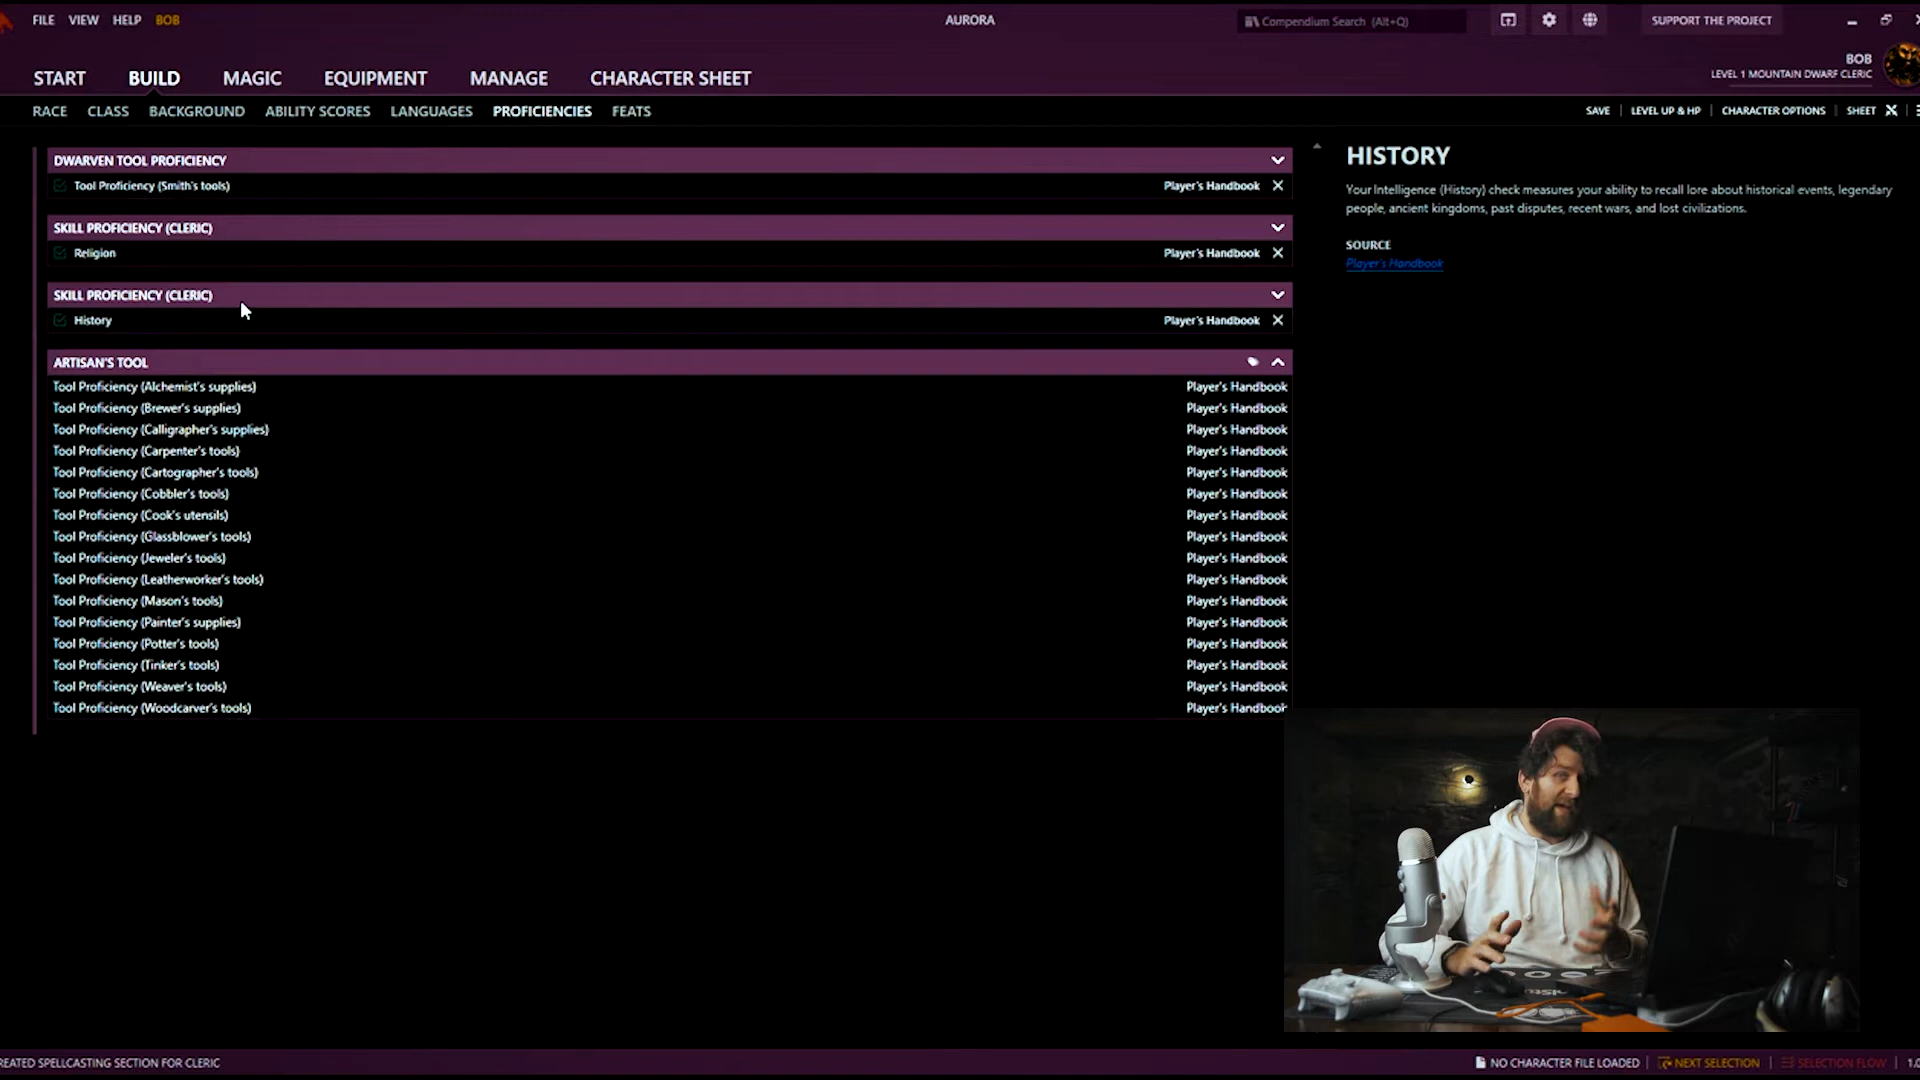 FILE VIEW HELP BOB
AURORA
Compendium Search (Alt+Q)
SUPPORT THE PROJECT
START BUILD MAGIC EQUIPMENT MANAGE CHARACTER SHEET
BOB
LEVEL 1 MOUNTAIN DWARF CLERIC
RACE CLASS BACKGROUND ABILITY SCORES LANGUAGES PROFICIENCIES FEATS
SAVE LEVEL UP & HP CHARACTER OPTIONS SHEET
DWARVEN TOOL PROFICIENCY
Tool Proficiency (Smith's tools) Player's Handbook
SKILL PROFICIENCY (CLERIC)
Religion Player's Handbook
SKILL PROFICIENCY (CLERIC)
History Player's Handbook
ARTISAN'S TOOL
Tool Proficiency (Alchemist's supplies) Player's Handbook
Tool Proficiency (Brewer's supplies) Player's Handbook
Tool Proficiency (Calligrapher's supplies) Player's Handbook
Tool Proficiency (Carpenter's tools) Player's Handbook
Tool Proficiency (Cartographer's tools) Player's Handbook
Tool Proficiency (Cobbler's tools) Player's Handbook
Tool Proficiency (Cook's utensils) Player's Handbook
Tool Proficiency (Glassblower's tools) Player's Handbook
Tool Proficiency (Jeweler's tools) Player's Handbook
Tool Proficiency (Leatherworker's tools) Player's Handbook
Tool Proficiency (Mason's tools) Player's Handbook
Tool Proficiency (Painter's supplies) Player's Handbook
Tool Proficiency (Potter's tools) Player's Handbook
Tool Proficiency (Tinker's tools) Player's Handbook
Tool Proficiency (Weaver's tools) Player's Handbook
Tool Proficiency (Woodcarver's tools) Player's Handbook
HISTORY
Your Intelligence (History) check measures your ability to recall lore about historical events, legendary
people, ancient kingdoms, past disputes, recent wars, and lost civilizations.
SOURCE
Player's Handbook
REATED SPELLCASTING SECTION FOR CLERIC
NO CHARACTER FILE LOADED NEXT SELECTION SELECTION FLOW 1.0